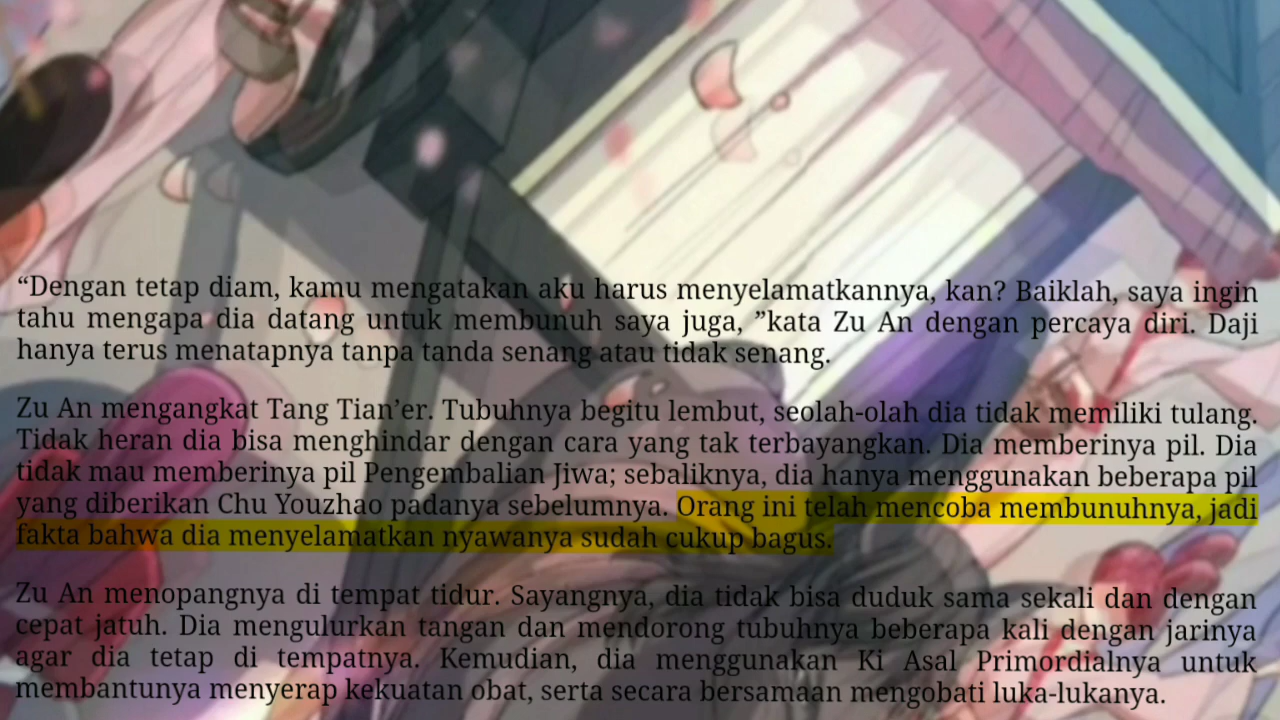 “Dengan tetap diam, kamu mengatakan aku harus menyelamatkannya, kan? Baiklah, saya ingin
tahu mengapa dia datang untuk membunuh saya juga, ”kata Zu An dengan percaya diri. Daji
hanya terus menatapnya tanpa tanda senang atau tidak senang.
Zu An mengangkat Tang Tian’er. Tubuhnya begitu lembut, seolah-olah dia tidak memiliki tulang.
Tidak heran dia bisa menghindar dengan cara yang tak terbayangkan. Dia memberinya pil. Dia
tidak mau memberinya pil Pengembalian Jiwa; sebaliknya, dia hanya menggunakan beberapa pil
yang diberikan Chu Youzhao padanya sebelumnya. Orang ini telah mencoba membunuhnya, jadi
fakta bahwa dia menyelamatkan nyawanya sudah cukup bagus.
Zu An menopangnya di tempat tidur. Sayangnya, dia tidak bisa duduk sama sekali dan dengan
cepat jatuh. Dia mengulurkan tangan dan mendorong tubuhnya beberapa kali dengan jarinya
agar dia tetap di tempatnya. Kemudian, dia menggunakan Ki Asal Primordialnya untuk
membantunya menyerap kekuatan obat, serta secara bersamaan mengobati luka-lukanya.